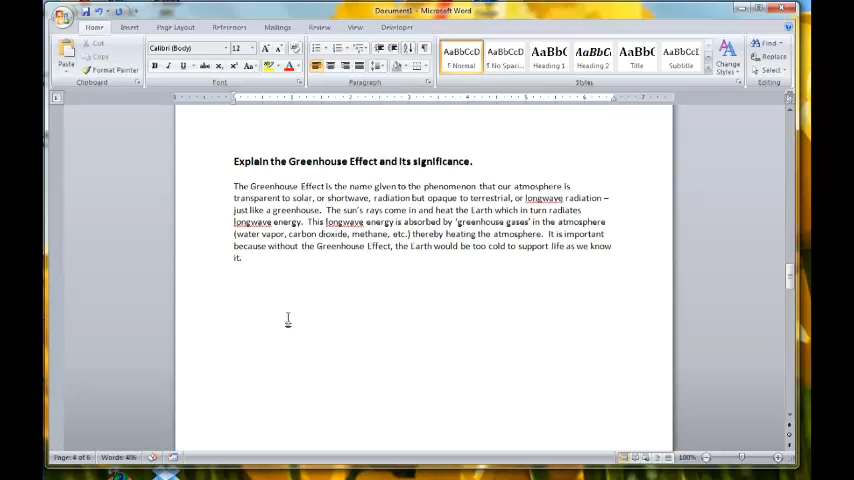 Document1 - Microsoft Word
Home Insert Page Layout References Mailings Review View Developer
Paste
Cut
Copy
Format Painter
Clipboard
Calibri (Body) 12
Font
Paragraph
AaBbCcD AaBbCcD AaBbC AaBbCc AaBbC AaBbCcI
¶ Normal ¶ No Spaci... Heading 1 Heading 2 Title Subtitle
Styles
Change
Styles
Find
Replace
Select
Editing
Explain the Greenhouse Effect and its significance.
The Greenhouse Effect is the name given to the phenomenon that our atmosphere is
transparent to solar, or shortwave, radiation but opaque to terrestrial, or longwave radiation –
just like a greenhouse. The sun's rays come in and heat the Earth which in turn radiates
longwave energy. This longwave energy is absorbed by 'greenhouse gases' in the atmosphere
(water vapor, carbon dioxide, methane, etc.) thereby heating the atmosphere. It is important
because without the Greenhouse Effect, the Earth would be too cold to support life as we know
it.
Page: 4 of 6 Words: 486 100%